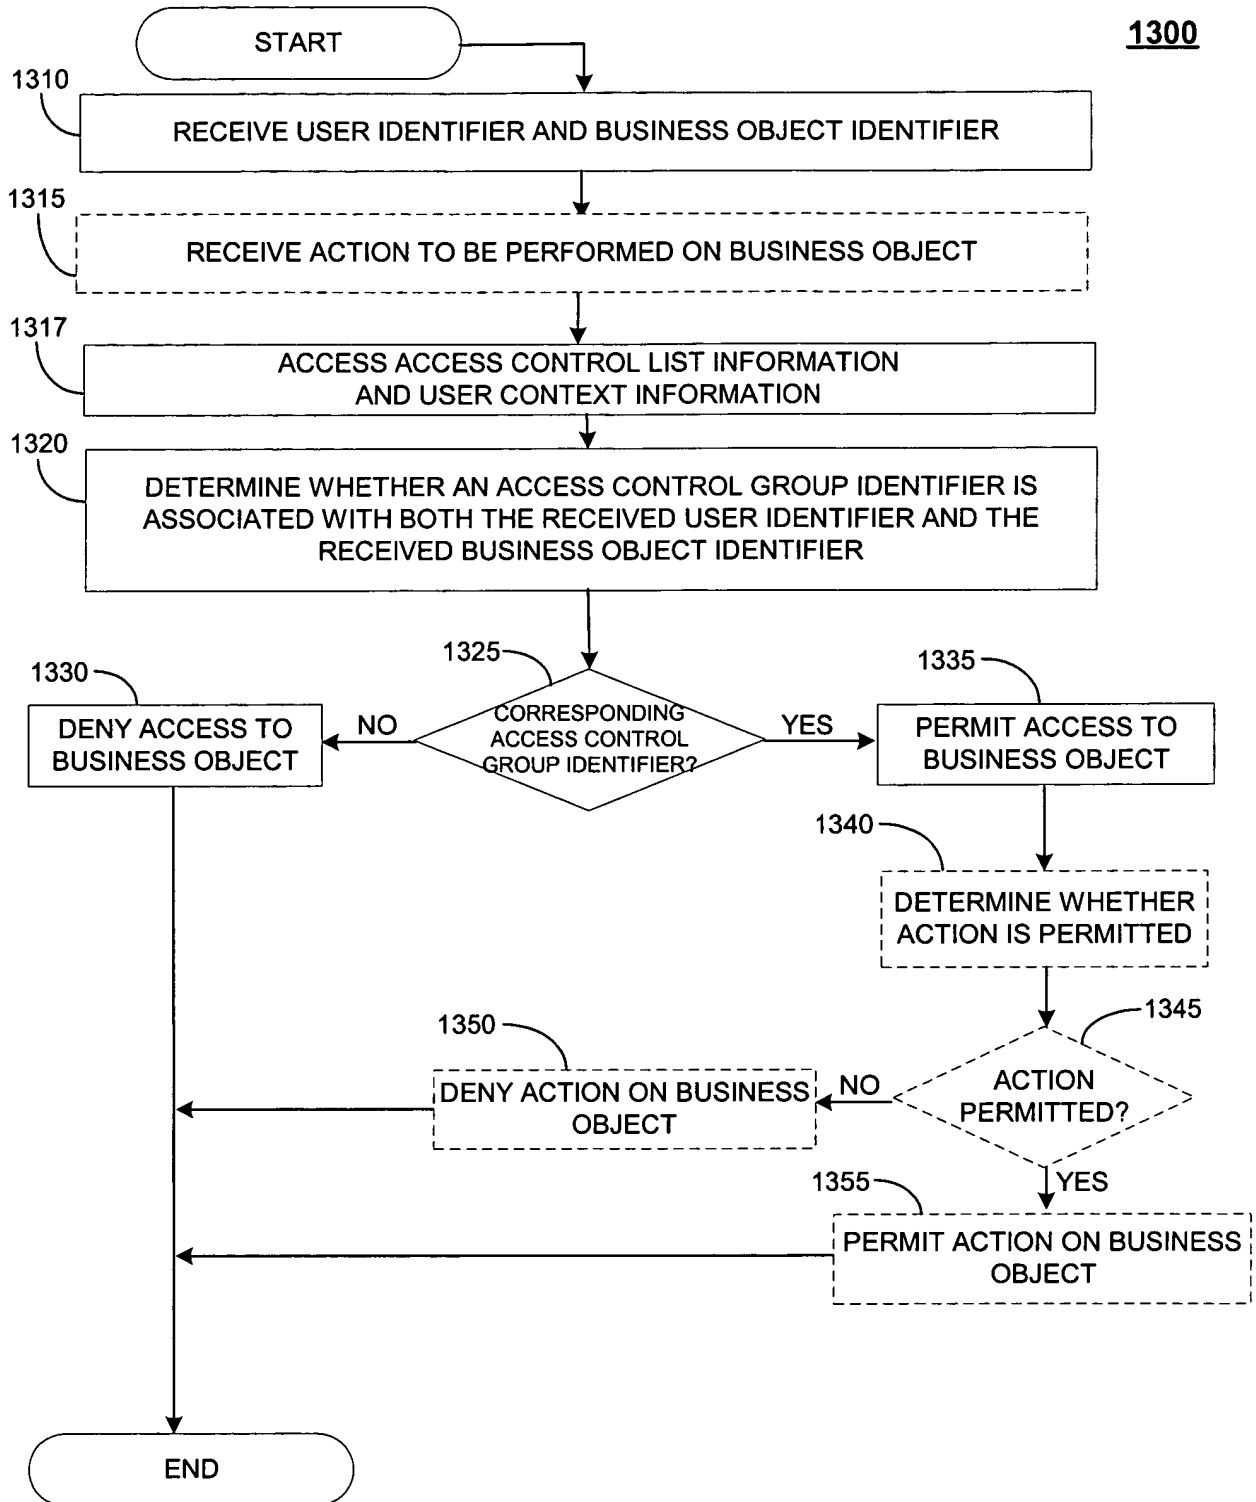 START
1300
1310
RECEIVE USER IDENTIFIER AND BUSINESS OBJECT IDENTIFIER
1315
RECEIVE ACTION TO BE PERFORMED ON BUSINESS OBJECT
1317
ACCESS ACCESS CONTROL LIST INFORMATION
AND USER CONTEXT INFORMATION
1320
DETERMINE WHETHER AN ACCESS CONTROL GROUP IDENTIFIER IS
ASSOCIATED WITH BOTH THE RECEIVED USER IDENTIFIER AND THE
RECEIVED BUSINESS OBJECT IDENTIFIER
1325
CORRESPONDING
ACCESS CONTROL
GROUP IDENTIFIER?
NO
1330
DENY ACCESS TO
BUSINESS OBJECT
YES
1335
PERMIT ACCESS TO
BUSINESS OBJECT
1340
DETERMINE WHETHER
ACTION IS PERMITTED
1345
ACTION
PERMITTED?
NO
1350
DENY ACTION ON BUSINESS
OBJECT
YES
1355
PERMIT ACTION ON BUSINESS
OBJECT
END